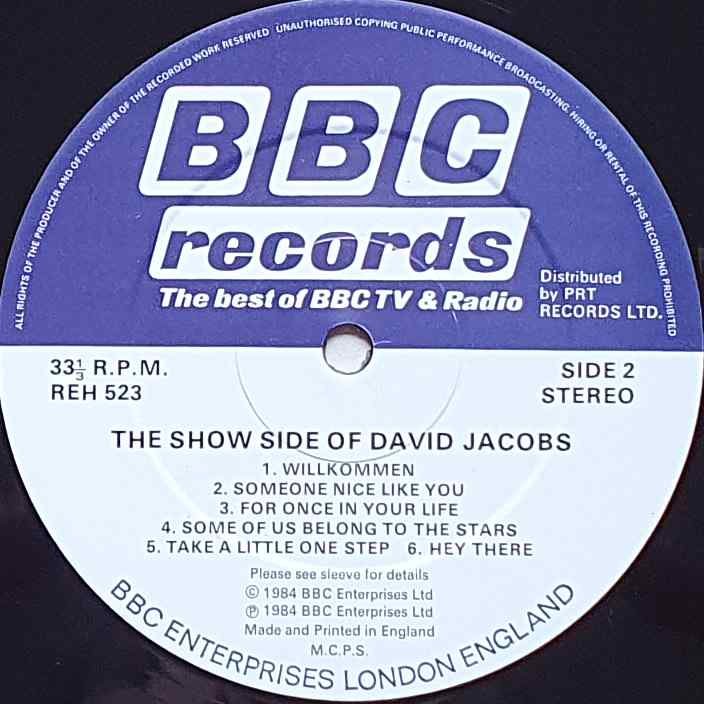 ALL RIGHTS OF THE PRODUCER AND OF THE OWNER OF THE RECORDED WORK RESERVED UNAUTHORISED COPYING PUBLIC PERFORMANCE BROADCASTING, HIRING OR RENTAL OF THIS RECORDING PROHIBITED
BBC
records
The best of BBC TV & Radio
Distributed
by PRT
RECORDS LTD.
33⅓ R.P.M.
REH 523
SIDE 2
STEREO
THE SHOW SIDE OF DAVID JACOBS
1. WILLKOMMEN
2. SOMEONE NICE LIKE YOU
3. FOR ONCE IN YOUR LIFE
4. SOME OF US BELONG TO THE STARS
5. TAKE A LITTLE ONE STEP 6. HEY THERE
Please see sleeve for details
© 1984 BBC Enterprises Ltd
℗ 1984 BBC Enterprises Ltd
Made and Printed in England
M.C.P.S.
BBC ENTERPRISES LONDON ENGLAND